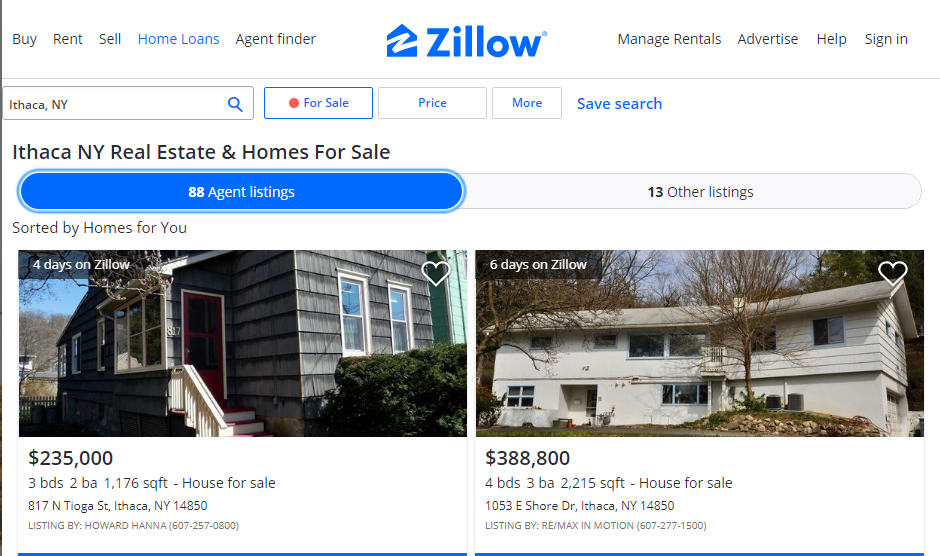 Buy Rent Sell Home Loans Agent finder Zillow® Manage Rentals Advertise Help Sign in
Ithaca, NY For Sale Price More Save search
Ithaca NY Real Estate & Homes For Sale
88 Agent listings 13 Other listings
Sorted by Homes for You
4 days on Zillow
817
$235,000
3 bds 2 ba 1,176 sqft - House for sale
817 N Tioga St, Ithaca, NY 14850
LISTING BY: HOWARD HANNA (607-257-0800)
6 days on Zillow
$388,800
4 bds 3 ba 2,215 sqft - House for sale
1053 E Shore Dr, Ithaca, NY 14850
LISTING BY: RE/MAX IN MOTION (607-277-1500)